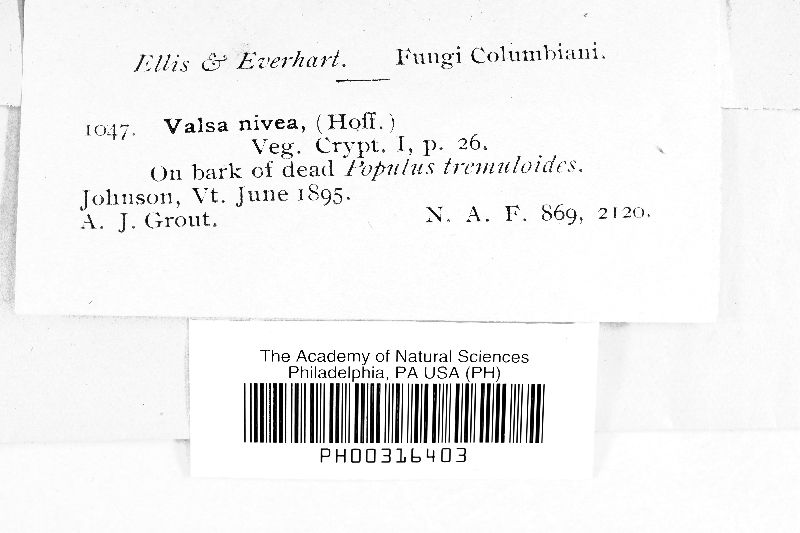 Ellis & Everhart. Fungi Columbiani.
1047. Valsa nivea, (Hoff.)
Veg. Crypt. I, p. 26.
On bark of dead Populus tremuloides.
Johnson, Vt. June 1895.
A. J. Grout. N. A. F. 869, 2120.
The Academy of Natural Sciences
Philadelphia, PA USA (PH)
PH00316403